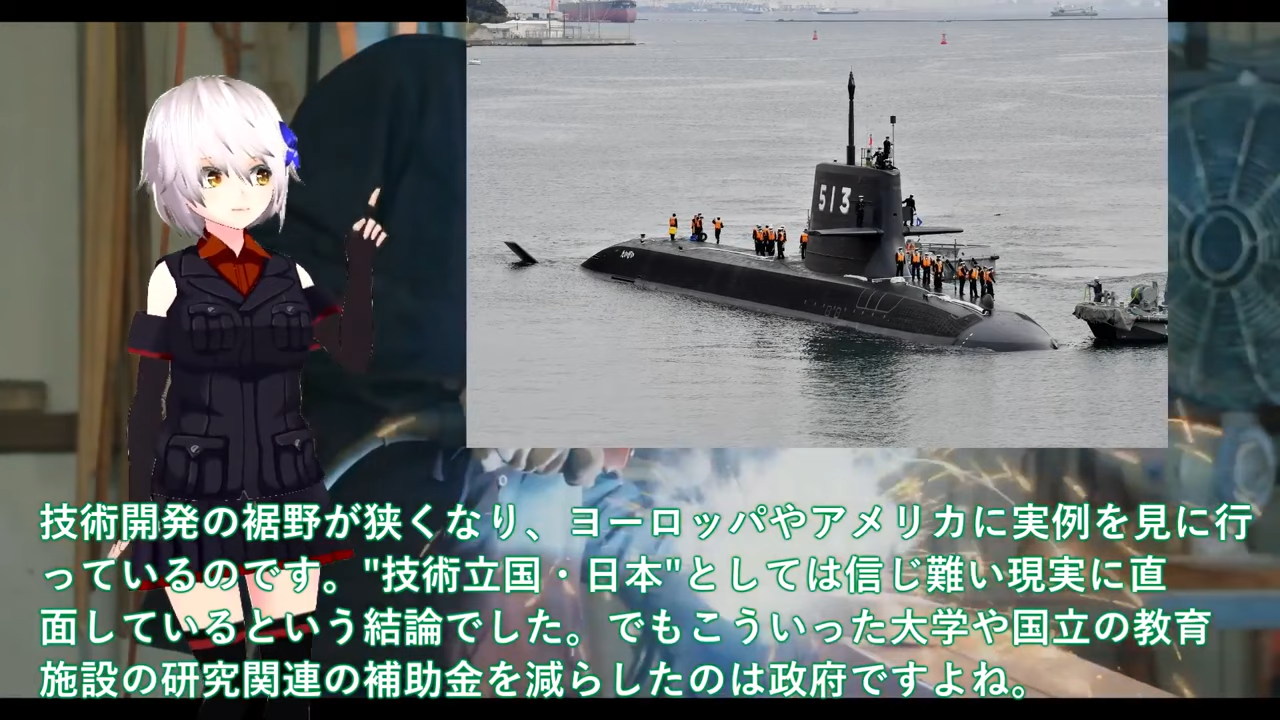 513
技術開発の裾野が狭くなり、ヨーロッパやアメリカに実例を見に行
っているのです。"技術立国・日本"としては信じ難い現実に直
面しているという結論でした。でもこういった大学や国立の教育
施設の研究関連の補助金を減らしたのは政府ですよね。